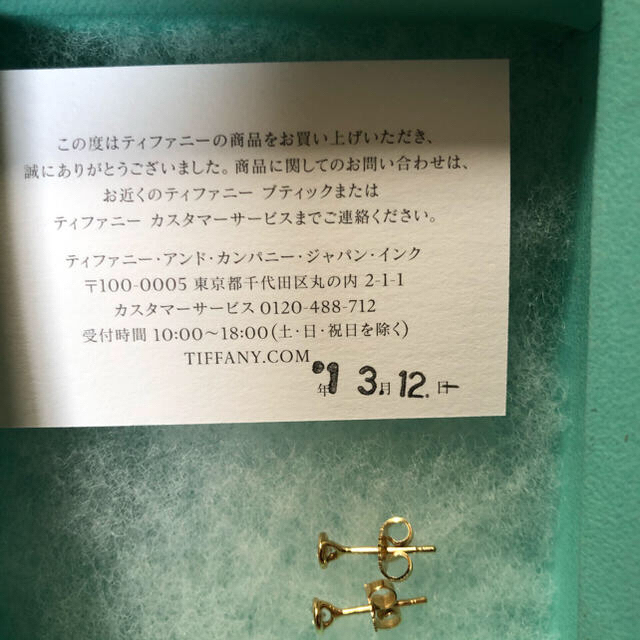 この度はティファニーの商品をお買い上げいただき、
誠にありがとうございました。商品に関してのお問い合わせは、
お近くのティファニー ブティックまたは
ティファニー カスタマーサービスまでご連絡ください。
ティファニー・アンド・カンパニー・ジャパン・インク
〒100-0005 東京都千代田区丸の内 2-1-1
カスタマーサービス 0120-488-712
受付時間 10:00〜18:00(土・日・祝日を除く)
TIFFANY.COM
年 3月 12.日